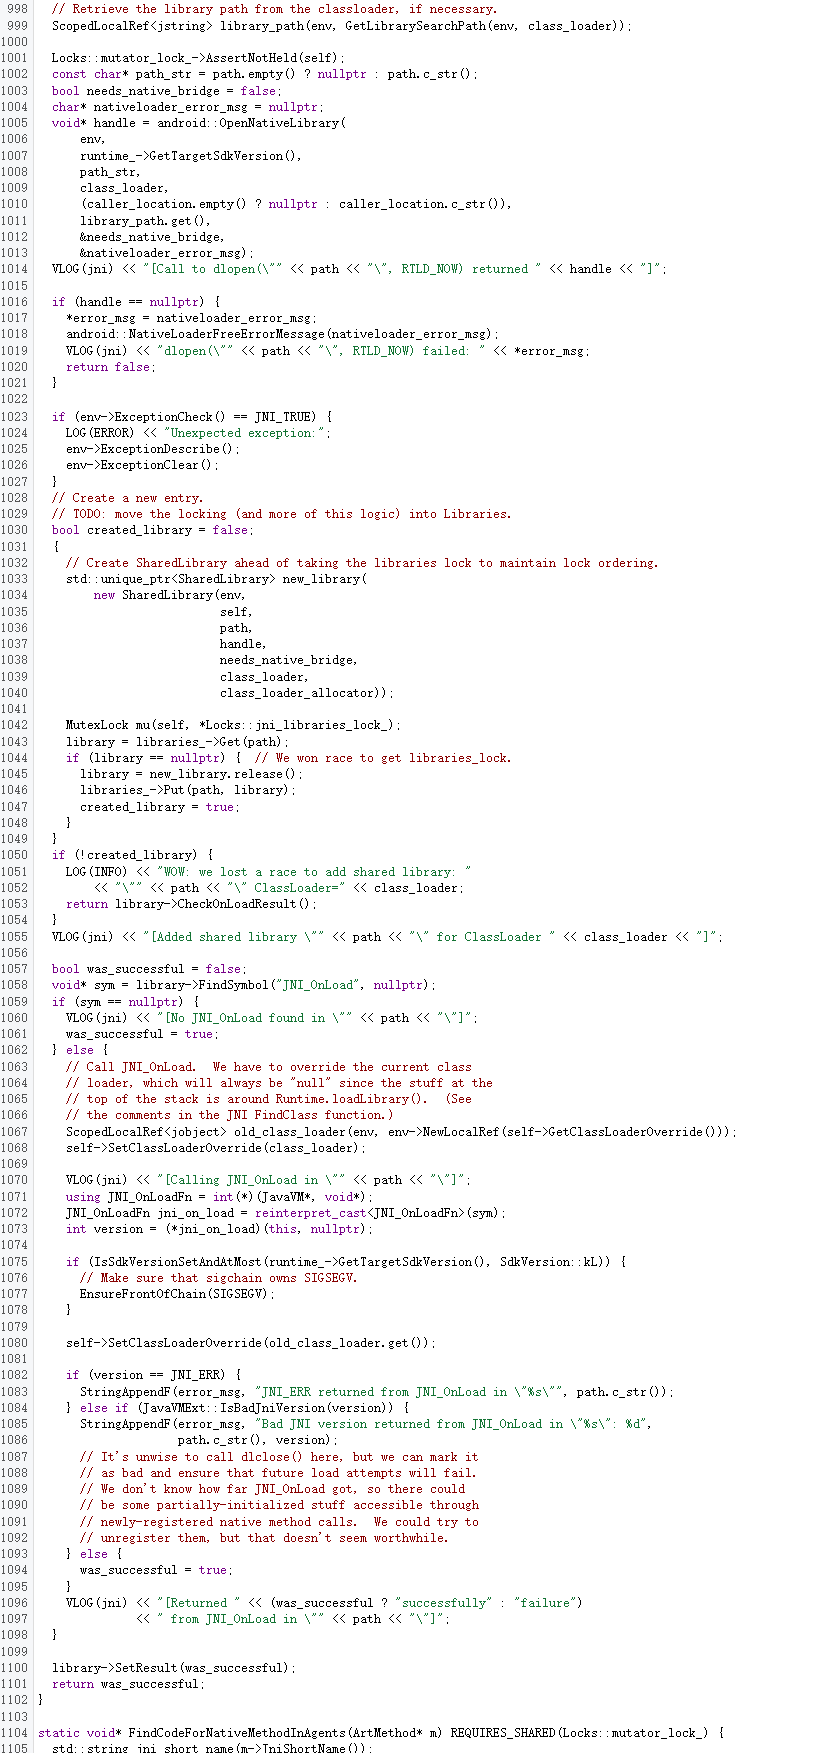 998   // Retrieve the library path from the classloader, if necessary.
999   ScopedLocalRef<jstring> library_path(env, GetLibrarySearchPath(env, class_loader));
1000
1001   Locks::mutator_lock_->AssertNotHeld(self);
1002   const char* path_str = path.empty() ? nullptr : path.c_str();
1003   bool needs_native_bridge = false;
1004   char* nativeloader_error_msg = nullptr;
1005   void* handle = android::OpenNativeLibrary(
1006       env,
1007       runtime_->GetTargetSdkVersion(),
1008       path_str,
1009       class_loader,
1010       (caller_location.empty() ? nullptr : caller_location.c_str()),
1011       library_path.get(),
1012       &needs_native_bridge,
1013       &nativeloader_error_msg);
1014   VLOG(jni) << "[Call to dlopen(\"" << path << "\", RTLD_NOW) returned " << handle << "]";
1015
1016   if (handle == nullptr) {
1017     *error_msg = nativeloader_error_msg;
1018     android::NativeLoaderFreeErrorMessage(nativeloader_error_msg);
1019     VLOG(jni) << "dlopen(\"" << path << "\", RTLD_NOW) failed: " << *error_msg;
1020     return false;
1021   }
1022
1023   if (env->ExceptionCheck() == JNI_TRUE) {
1024     LOG(ERROR) << "Unexpected exception:";
1025     env->ExceptionDescribe();
1026     env->ExceptionClear();
1027   }
1028   // Create a new entry.
1029   // TODO: move the locking (and more of this logic) into Libraries.
1030   bool created_library = false;
1031   {
1032     // Create SharedLibrary ahead of taking the libraries lock to maintain lock ordering.
1033     std::unique_ptr<SharedLibrary> new_library(
1034         new SharedLibrary(env,
1035                           self,
1036                           path,
1037                           handle,
1038                           needs_native_bridge,
1039                           class_loader,
1040                           class_loader_allocator));
1041
1042     MutexLock mu(self, *Locks::jni_libraries_lock_);
1043     library = libraries_->Get(path);
1044     if (library == nullptr) {  // We won race to get libraries_lock.
1045       library = new_library.release();
1046       libraries_->Put(path, library);
1047       created_library = true;
1048     }
1049   }
1050   if (!created_library) {
1051     LOG(INFO) << "WOW: we lost a race to add shared library: "
1052         << "\"" << path << "\" ClassLoader=" << class_loader;
1053     return library->CheckOnLoadResult();
1054   }
1055   VLOG(jni) << "[Added shared library \"" << path << "\" for ClassLoader " << class_loader << "]";
1056
1057   bool was_successful = false;
1058   void* sym = library->FindSymbol("JNI_OnLoad", nullptr);
1059   if (sym == nullptr) {
1060     VLOG(jni) << "[No JNI_OnLoad found in \"" << path << "\"]";
1061     was_successful = true;
1062   } else {
1063     // Call JNI_OnLoad.  We have to override the current class
1064     // loader, which will always be "null" since the stuff at the
1065     // top of the stack is around Runtime.loadLibrary().  (See
1066     // the comments in the JNI FindClass function.)
1067     ScopedLocalRef<jobject> old_class_loader(env, env->NewLocalRef(self->GetClassLoaderOverride()));
1068     self->SetClassLoaderOverride(class_loader);
1069
1070     VLOG(jni) << "[Calling JNI_OnLoad in \"" << path << "\"]";
1071     using JNI_OnLoadFn = int(*)(JavaVM*, void*);
1072     JNI_OnLoadFn jni_on_load = reinterpret_cast<JNI_OnLoadFn>(sym);
1073     int version = (*jni_on_load)(this, nullptr);
1074
1075     if (IsSdkVersionSetAndAtMost(runtime_->GetTargetSdkVersion(), SdkVersion::kL)) {
1076       // Make sure that sigchain owns SIGSEGV.
1077       EnsureFrontOfChain(SIGSEGV);
1078     }
1079
1080     self->SetClassLoaderOverride(old_class_loader.get());
1081
1082     if (version == JNI_ERR) {
1083       StringAppendF(error_msg, "JNI_ERR returned from JNI_OnLoad in \"%s\"", path.c_str());
1084     } else if (JavaVMExt::IsBadJniVersion(version)) {
1085       StringAppendF(error_msg, "Bad JNI version returned from JNI_OnLoad in \"%s\": %d",
1086                     path.c_str(), version);
1087       // It's unwise to call dlclose() here, but we can mark it
1088       // as bad and ensure that future load attempts will fail.
1089       // We don't know how far JNI_OnLoad got, so there could
1090       // be some partially-initialized stuff accessible through
1091       // newly-registered native method calls.  We could try to
1092       // unregister them, but that doesn't seem worthwhile.
1093     } else {
1094       was_successful = true;
1095     }
1096     VLOG(jni) << "[Returned " << (was_successful ? "successfully" : "failure")
1097               << " from JNI_OnLoad in \"" << path << "\"]";
1098   }
1099
1100   library->SetResult(was_successful);
1101   return was_successful;
1102 }
1103
1104 static void* FindCodeForNativeMethodInAgents(ArtMethod* m) REQUIRES_SHARED(Locks::mutator_lock_) {
1105   std::string jni_short_name(m->JniShortName());